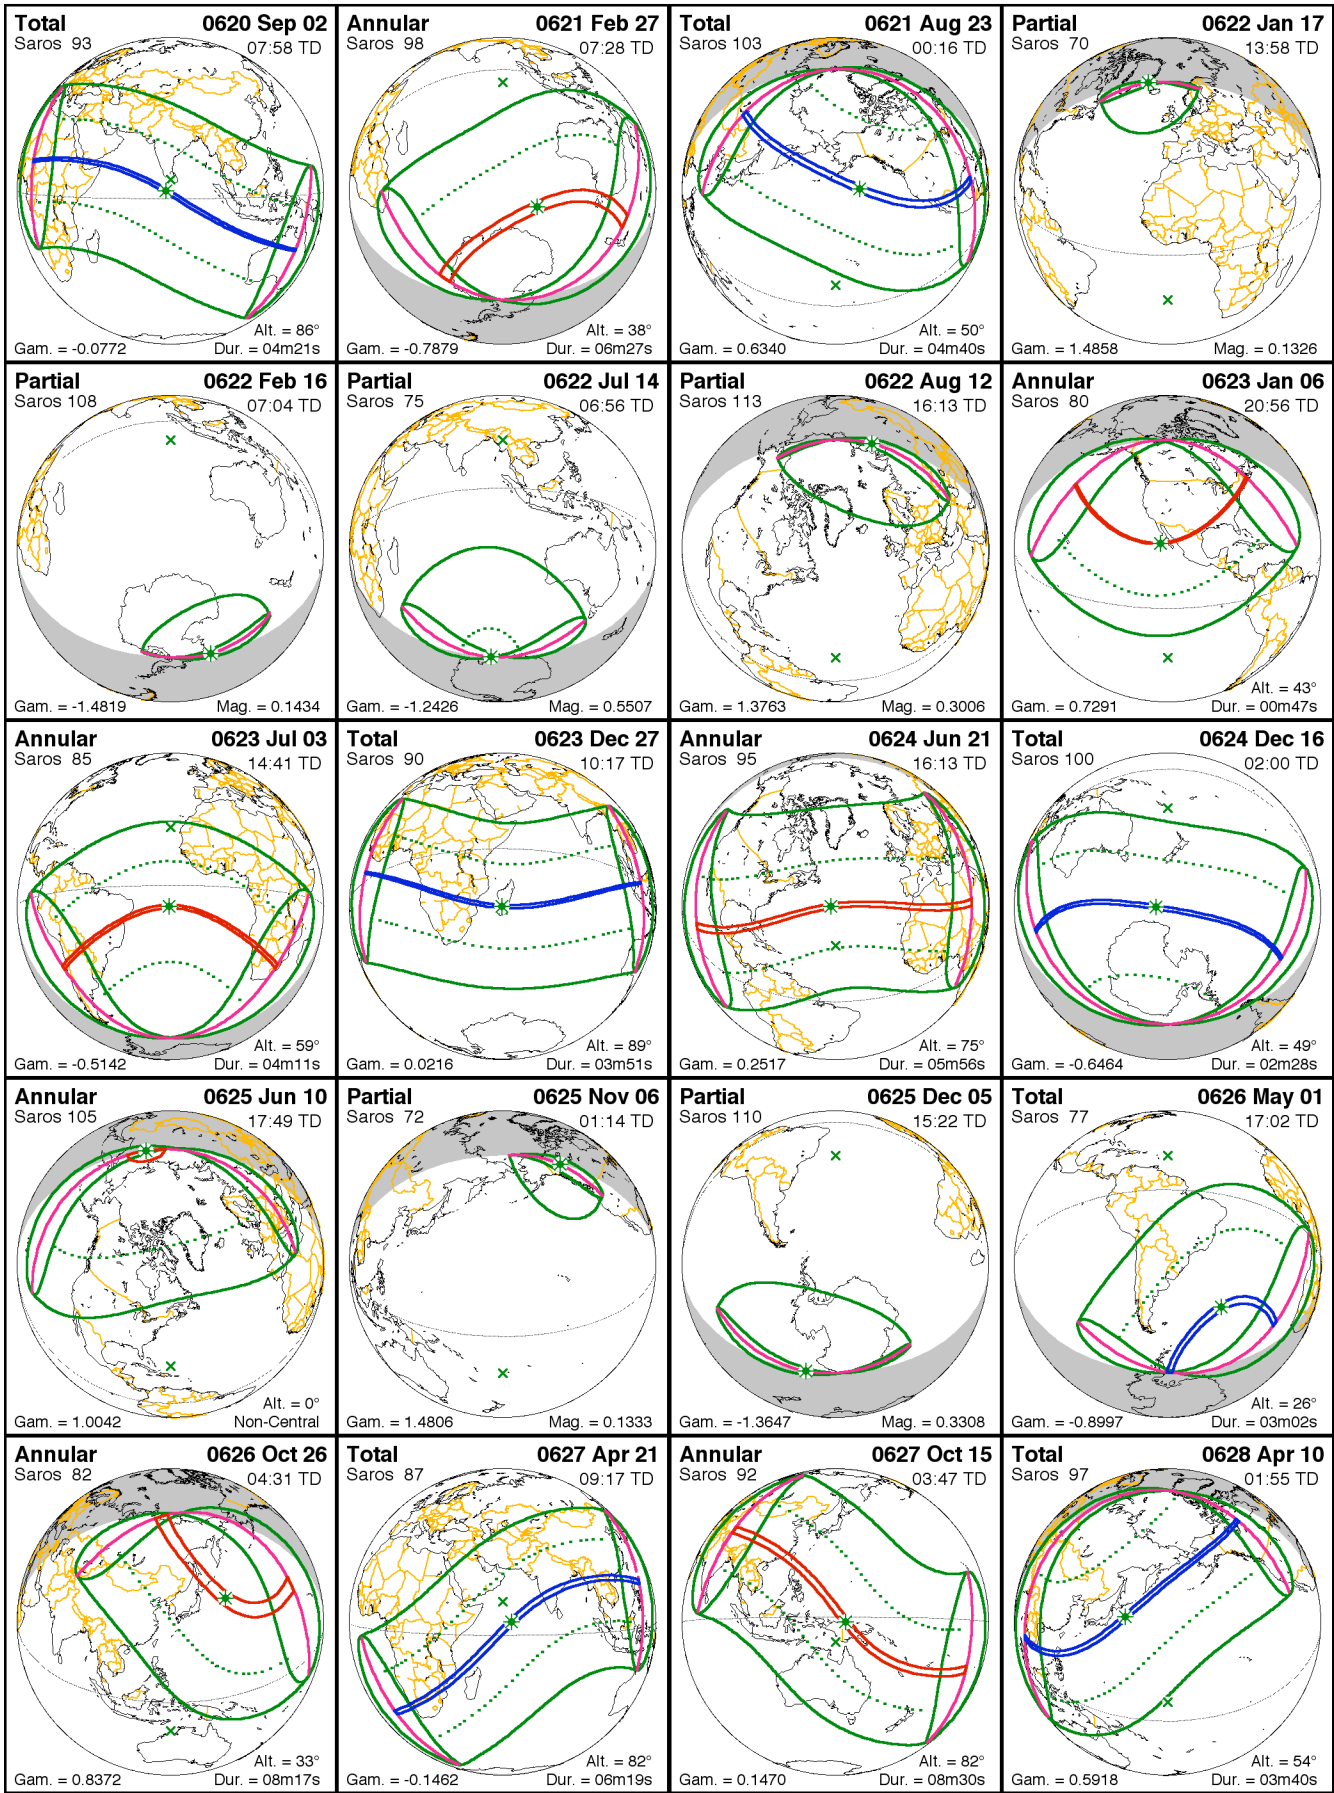 Total 0620 Sep 02
Saros 93 07:58 TD
Alt. = 86°
Gam. = -0.0772 Dur. = 04m21s
Annular 0621 Feb 27
Saros 98 07:28 TD
Alt. = 38°
Gam. = -0.7879 Dur. = 06m27s
Total 0621 Aug 23
Saros 103 00:16 TD
Alt. = 50°
Gam. = 0.6340 Dur. = 04m40s
Partial 0622 Jan 17
Saros 70 13:58 TD
Gam. = 1.4858 Mag. = 0.1326
Partial 0622 Feb 16
Saros 108 07:04 TD
Gam. = -1.4819 Mag. = 0.1434
Partial 0622 Jul 14
Saros 75 06:56 TD
Gam. = -1.2426 Mag. = 0.5507
Partial 0622 Aug 12
Saros 113 16:13 TD
Gam. = 1.3763 Mag. = 0.3006
Annular 0623 Jan 06
Saros 80 20:56 TD
Alt. = 43°
Gam. = 0.7291 Dur. = 00m47s
Annular 0623 Jul 03
Saros 85 14:41 TD
Alt. = 59°
Gam. = -0.5142 Dur. = 04m11s
Total 0623 Dec 27
Saros 90 10:17 TD
Alt. = 89°
Gam. = 0.0216 Dur. = 03m51s
Annular 0624 Jun 21
Saros 95 16:13 TD
Alt. = 75°
Gam. = 0.2517 Dur. = 05m56s
Total 0624 Dec 16
Saros 100 02:00 TD
Alt. = 49°
Gam. = -0.6464 Dur. = 02m28s
Annular 0625 Jun 10
Saros 105 17:49 TD
Alt. = 0°
Gam. = 1.0042 Non-Central
Partial 0625 Nov 06
Saros 72 01:14 TD
Gam. = 1.4806 Mag. = 0.1333
Partial 0625 Dec 05
Saros 110 15:22 TD
Gam. = -1.3647 Mag. = 0.3308
Total 0626 May 01
Saros 77 17:02 TD
Alt. = 26°
Gam. = -0.8997 Dur. = 03m02s
Annular 0626 Oct 26
Saros 82 04:31 TD
Alt. = 33°
Gam. = 0.8372 Dur. = 08m17s
Total 0627 Apr 21
Saros 87 09:17 TD
Alt. = 82°
Gam. = -0.1462 Dur. = 06m19s
Annular 0627 Oct 15
Saros 92 03:47 TD
Alt. = 82°
Gam. = 0.1470 Dur. = 08m30s
Total 0628 Apr 10
Saros 97 01:55 TD
Alt. = 54°
Gam. = 0.5918 Dur. = 03m40s